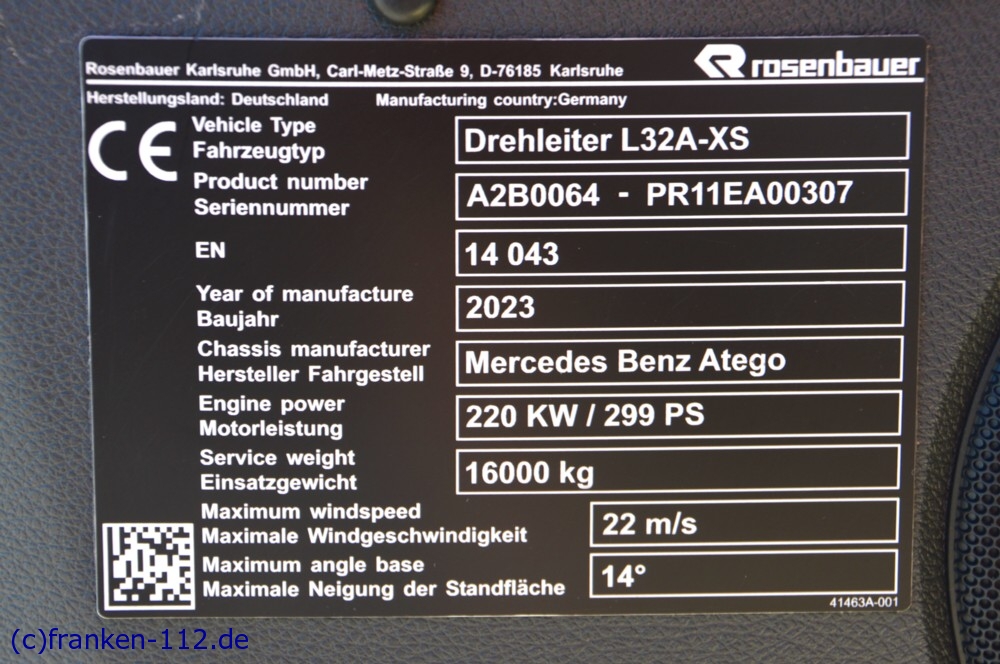 Rosenbauer Karlsruhe GmbH, Carl-Metz-Straße 9, D-76185 Karlsruhe
rosenbauer
Herstellungsland: Deutschland Manufacturing country:Germany
CE
Vehicle Type
Fahrzeugtyp
Drehleiter L32A-XS
Product number
Seriennummer
A2B0064 - PR11EA00307
EN
14 043
Year of manufacture
Baujahr
2023
Chassis manufacturer
Hersteller Fahrgestell
Mercedes Benz Atego
Engine power
Motorleistung
220 KW / 299 PS
Service weight
Einsatzgewicht
16000 kg
Maximum windspeed
Maximale Windgeschwindigkeit
22 m/s
Maximum angle base
Maximale Neigung der Standfläche
14°
41463A-001
(c)franken-112.de